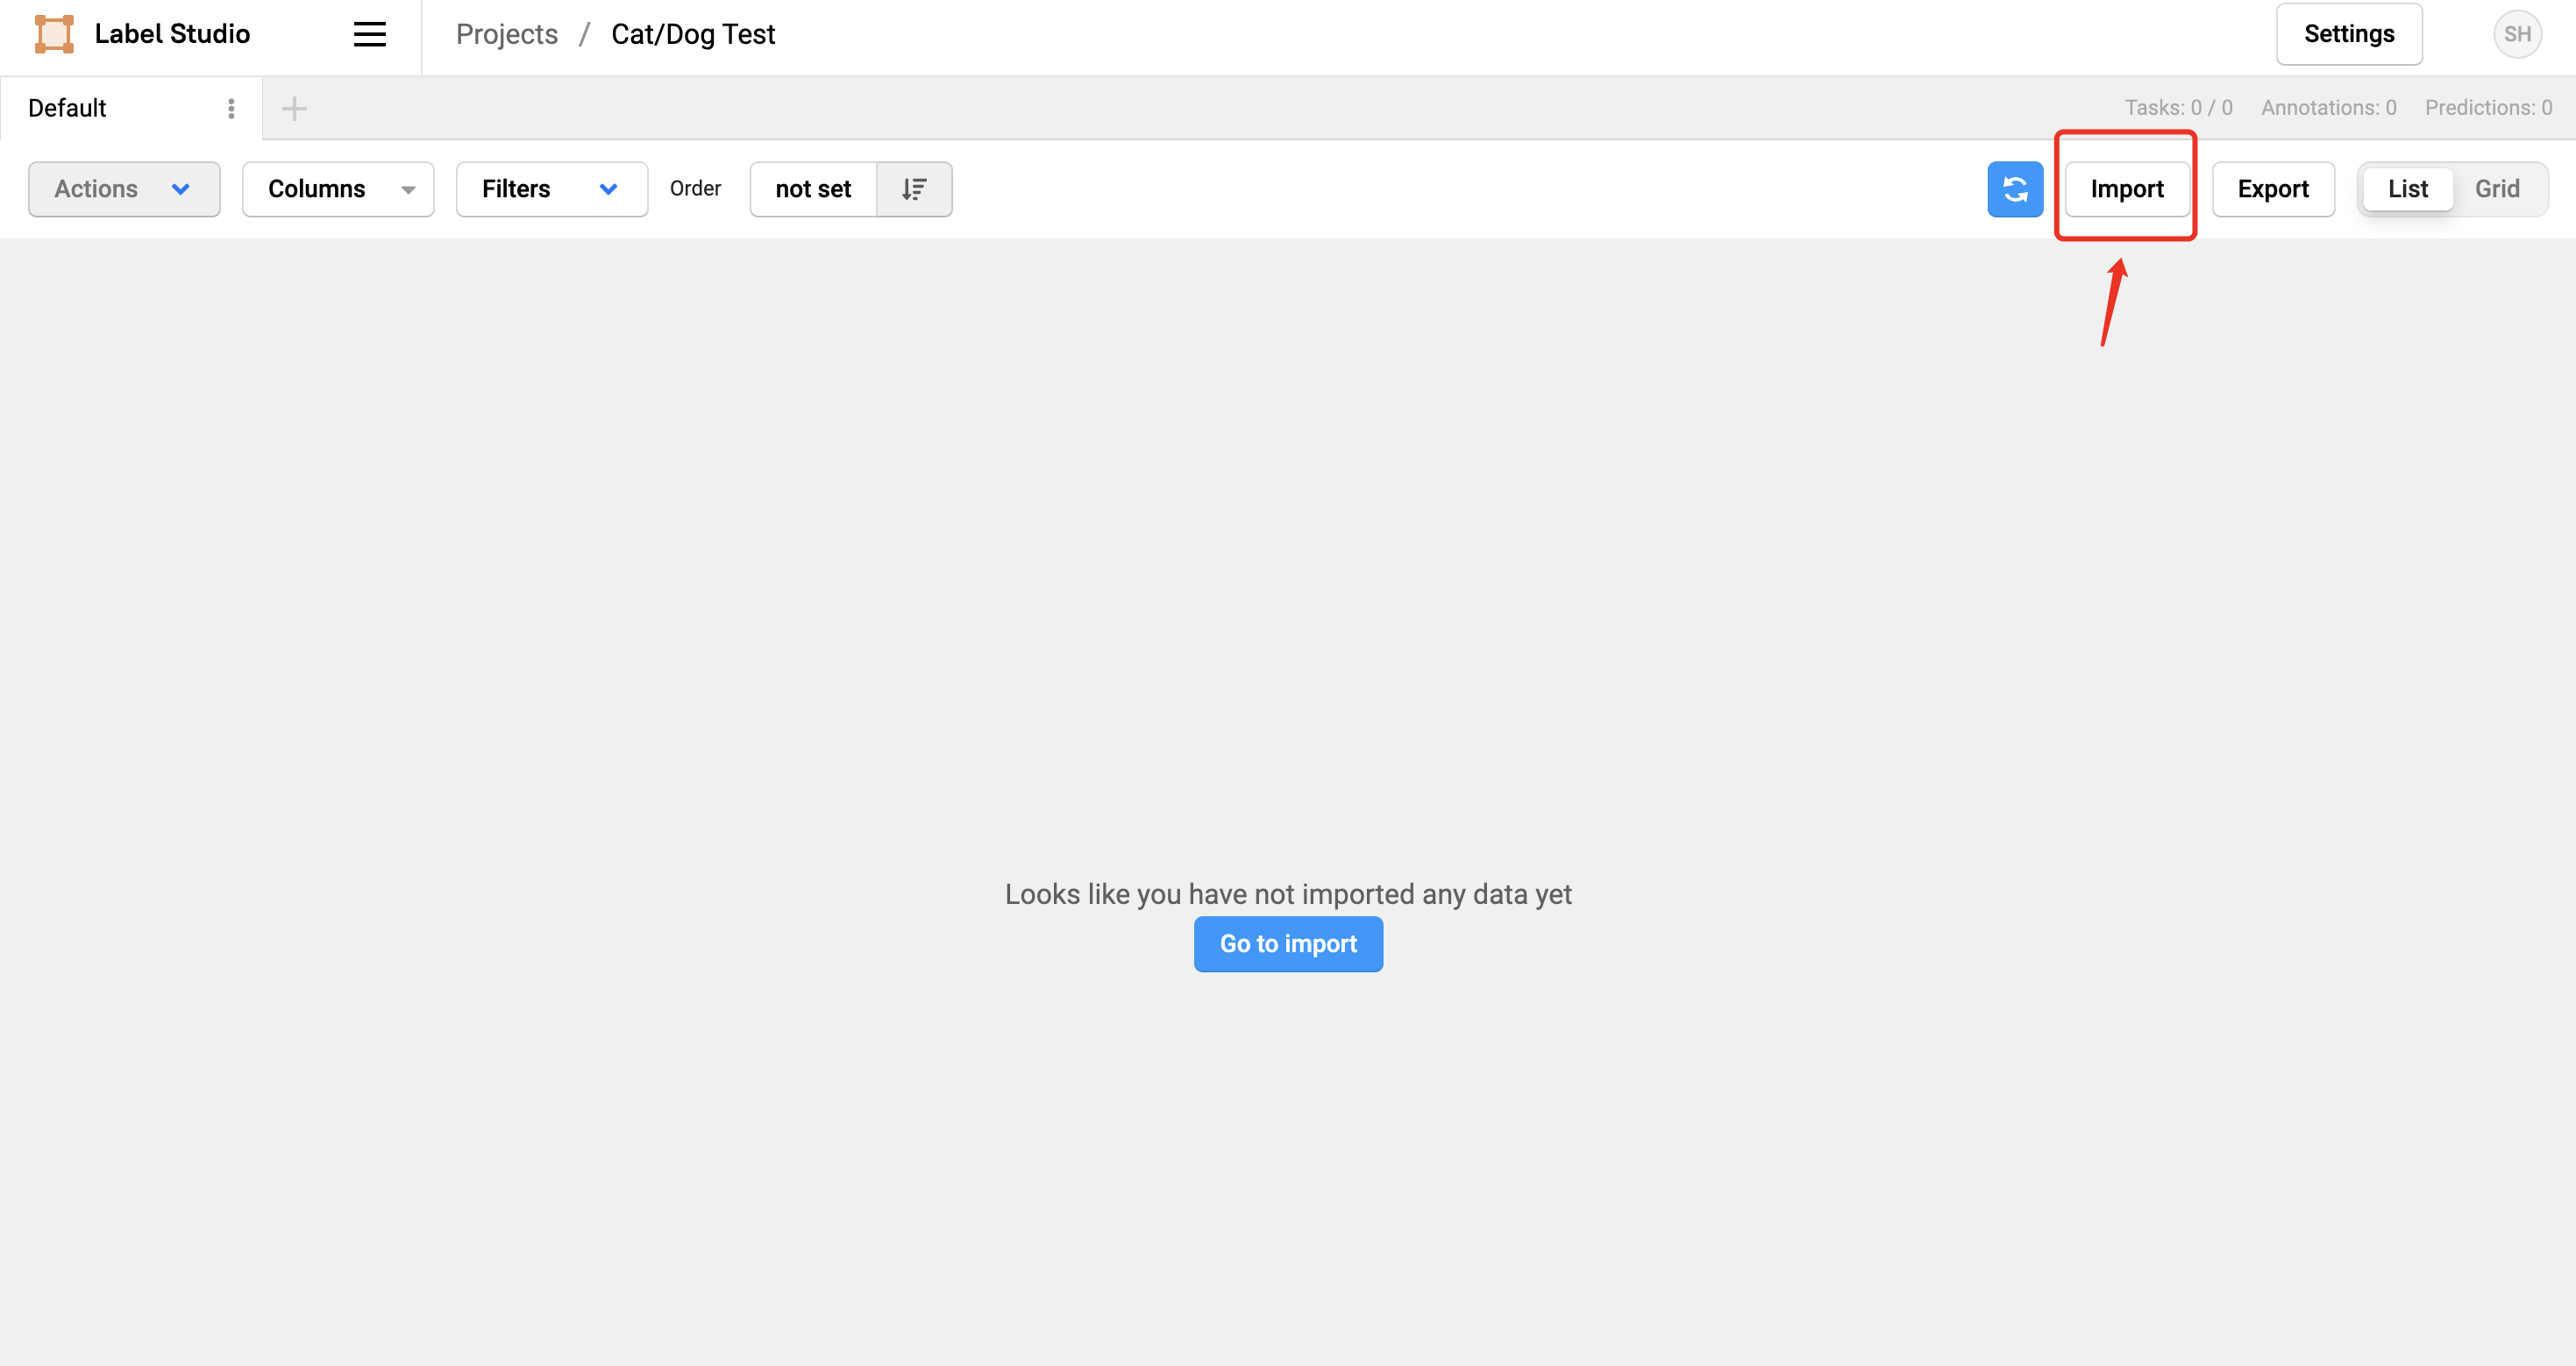 Label Studio
Projects / Cat/Dog Test
Settings
SH
Default
Tasks: 0 / 0 Annotations: 0 Predictions: 0
Actions Columns Filters Order not set
Import Export List Grid
Looks like you have not imported any data yet
Go to import